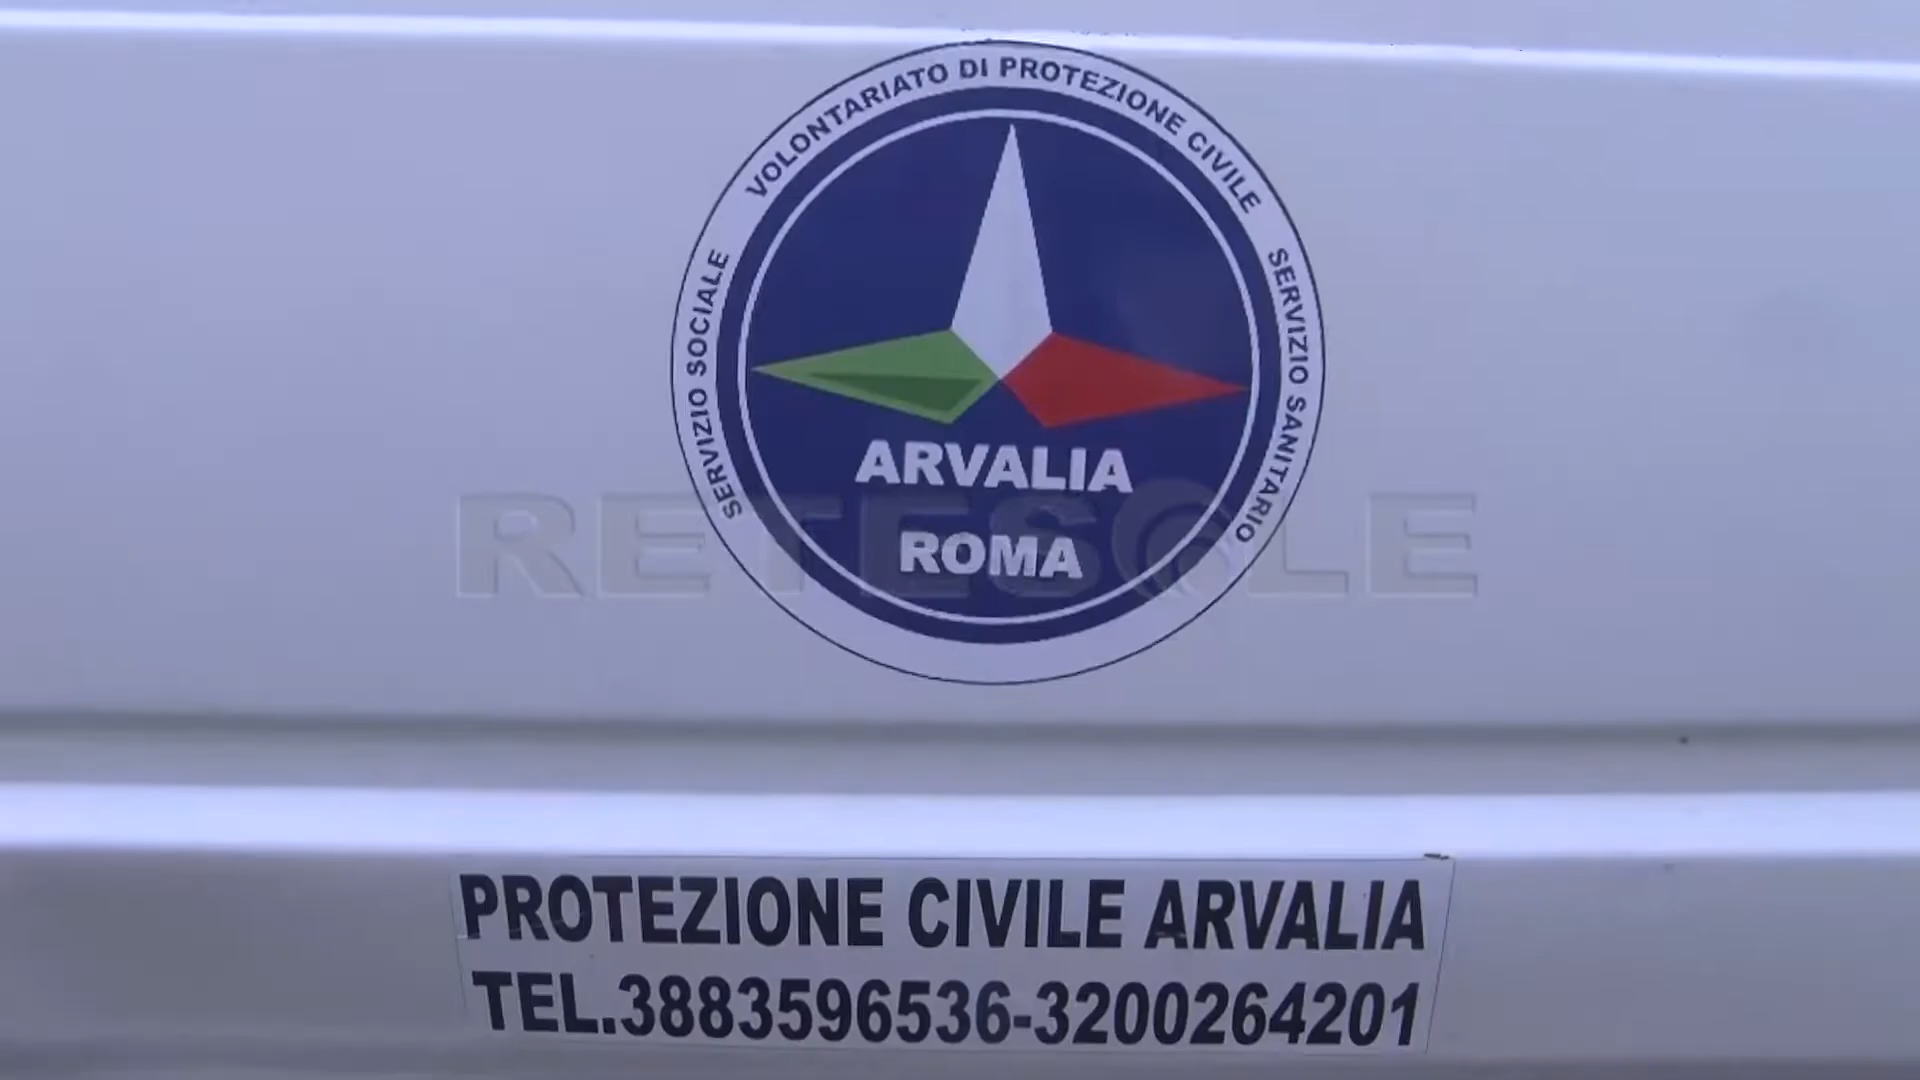 VOLONTARIATO DI PROTEZIONE CIVILE
SERVIZIO SOCIALE
SERVIZIO SANITARIO
ARVALIA
ROMA
RETESOLE
PROTEZIONE CIVILE ARVALIA
TEL.3883596536-3200264201